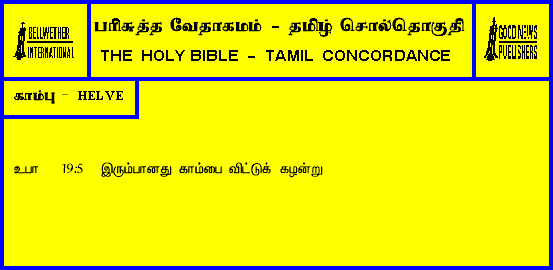 BELLWETHER
INTERNATIONAL
பரிசுத்த வேதாகமம் - தமிழ் சொல்தொகுதி
THE HOLY BIBLE - TAMIL CONCORDANCE
GOOD NEWS
PUBLISHERS
காம்பு - HELVE
உபா 19:5 இரும்பானது காம்பை விட்டுக் கழன்று